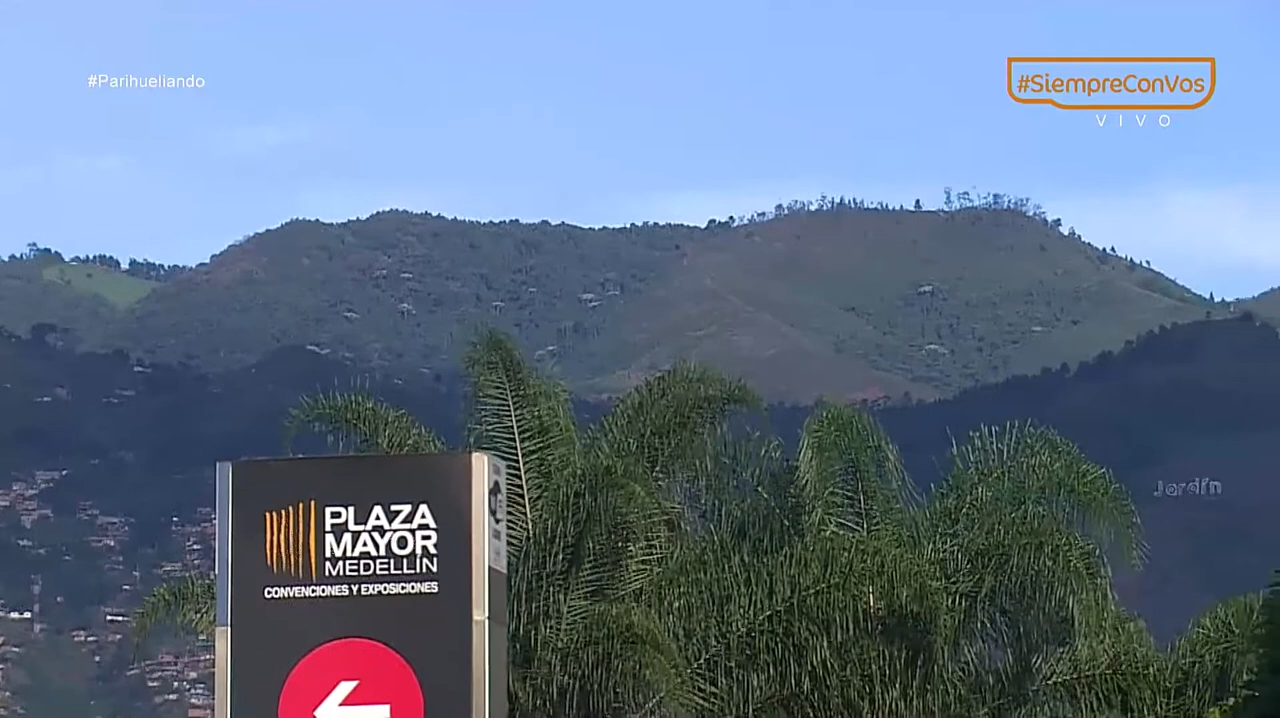 #Parihueliando
#SiempreConVos
VIVO
Jardín
PLAZA
MAYOR
MEDELLÍN
CONVENCIONES Y EXPOSICIONES